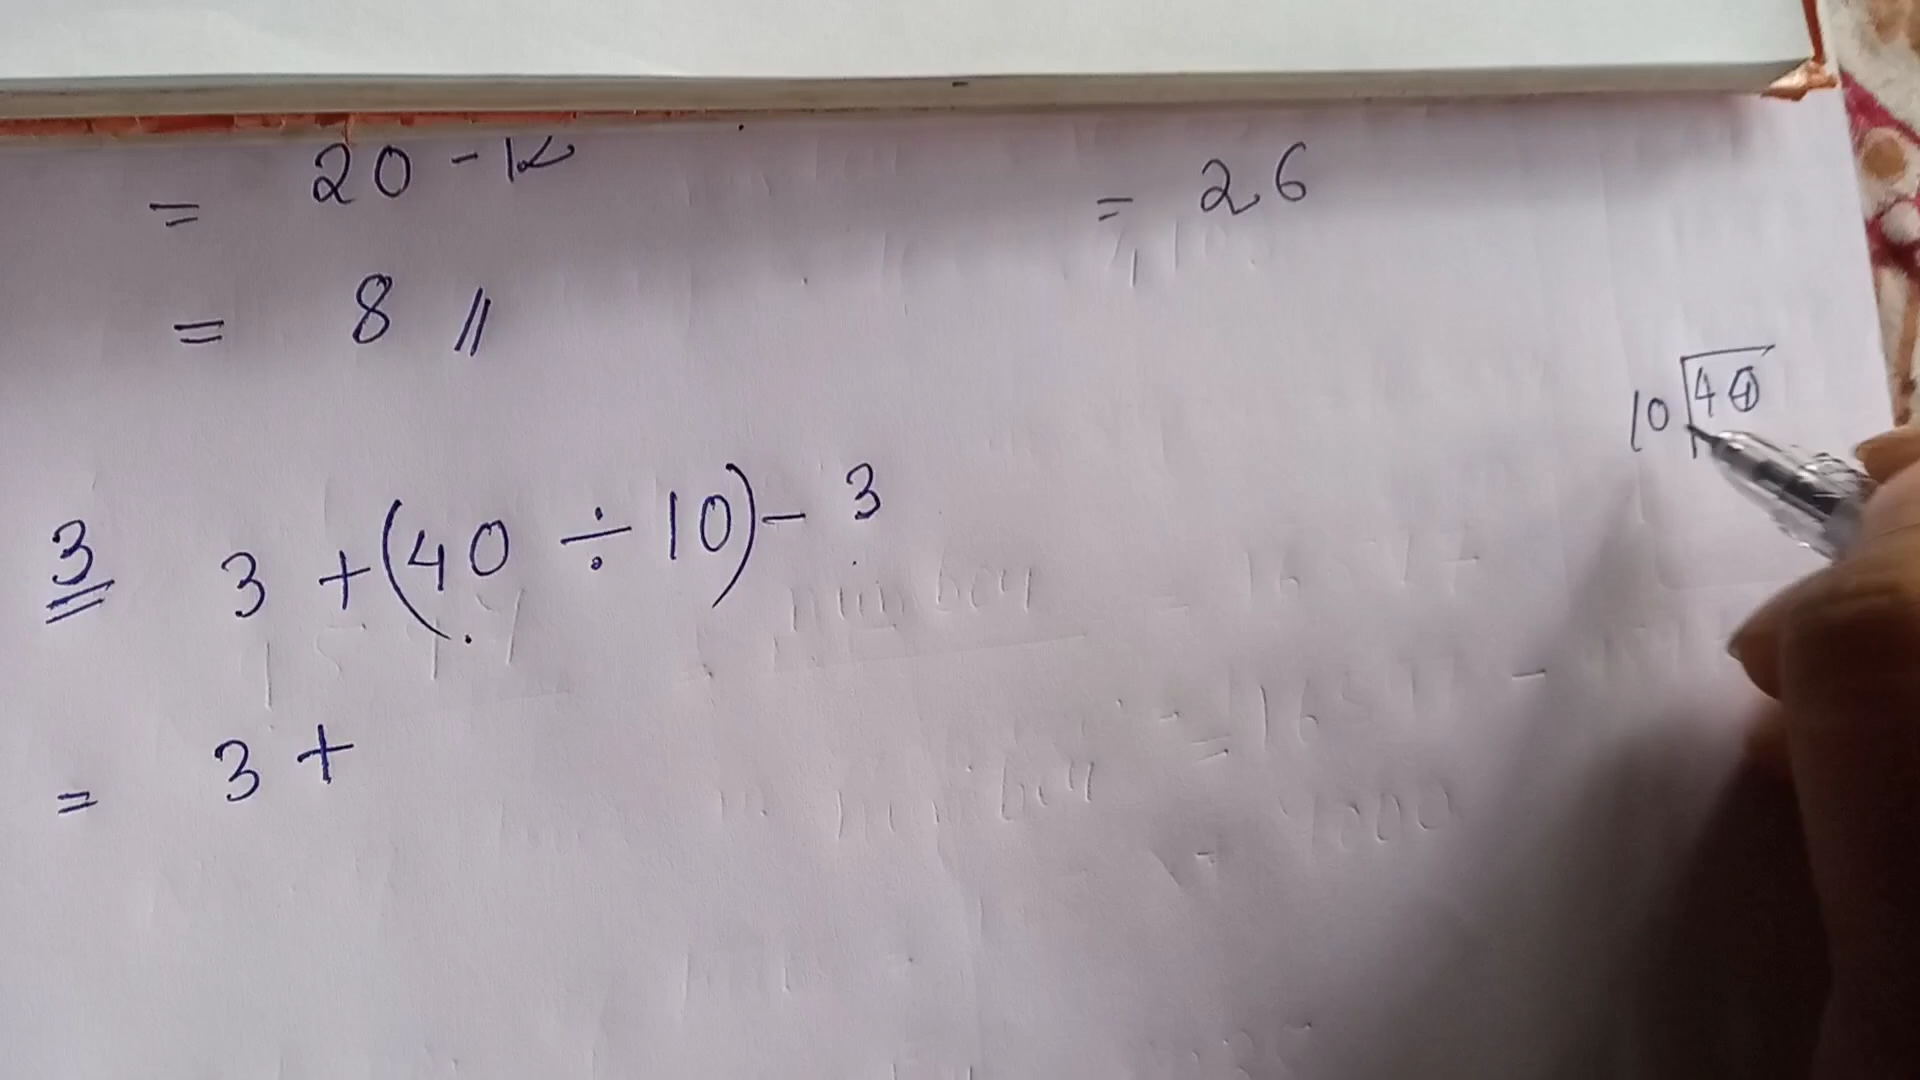 = 20 - 12
= 26
= 8 //
10 40
3 3 + (40 ÷ 10) - 3
= 3 +